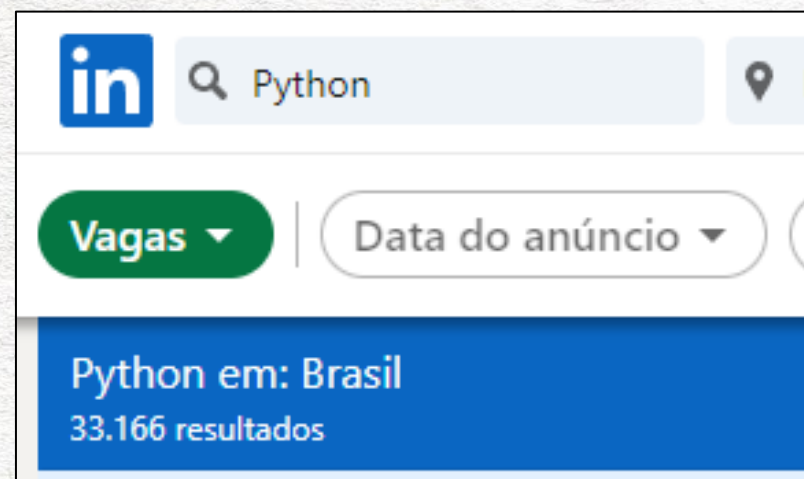 in Python
Vagas Data do anúncio
Python em: Brasil
33.166 resultados